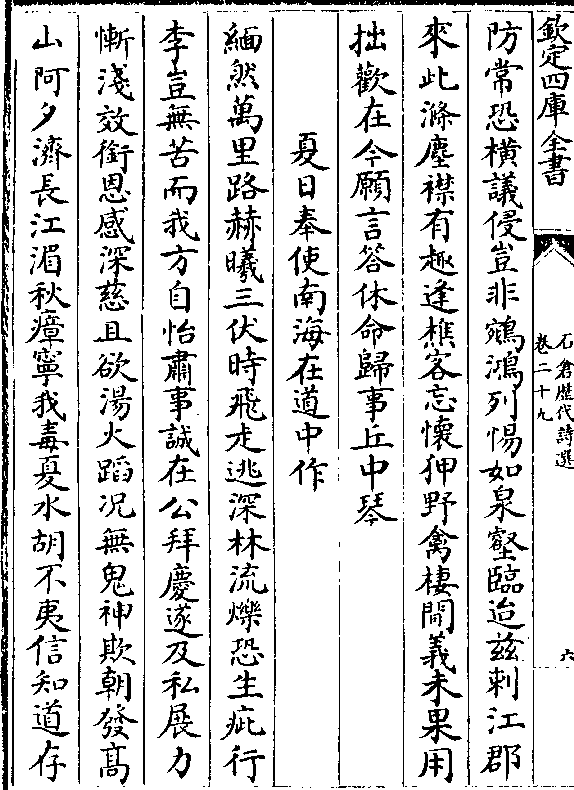 欽定四庫全書
石倉歴代詩選
卷二十九
六
防常恐橫議侵豈非鵷鴻列惕如泉壑臨迨兹刺江郡
來此滌塵襟有趣逢樵客忘懷狎野禽棲閒義未果用
拙歡在今願言答休命歸事丘中琴
夏日奉使南海在道中作
緬然萬里路赫曦三伏時飛走逃深林流爍恐生疵行
李豈無苦而我方自怡肅事誠在公拜慶遂及私展力
慚淺效銜恩感深慈且欲湯火蹈况無鬼神欺朝發髙
山阿夕濟長江湄秋瘴寧我毒夏水胡不夷信知道存